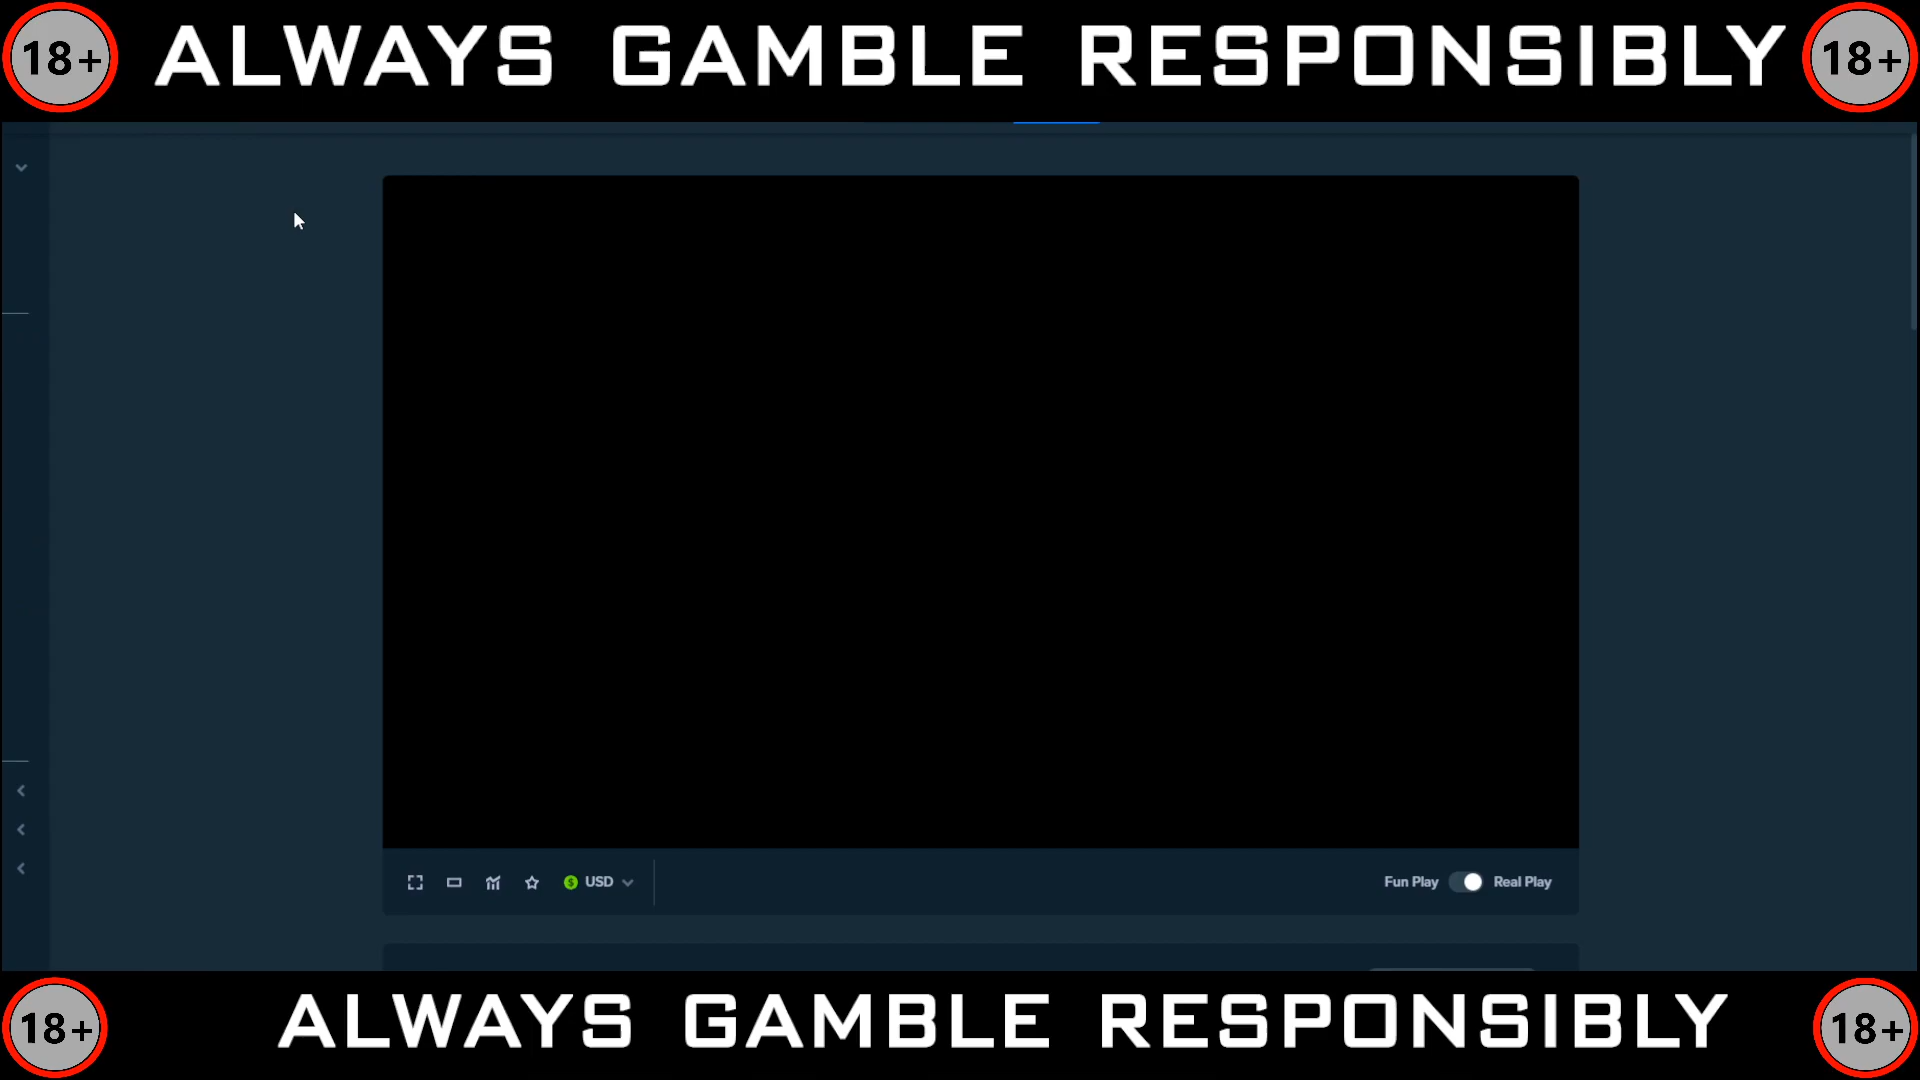 18+ ALWAYS GAMBLE RESPONSIBLY 18+
USD Fun Play Real Play
18+ ALWAYS GAMBLE RESPONSIBLY 18+